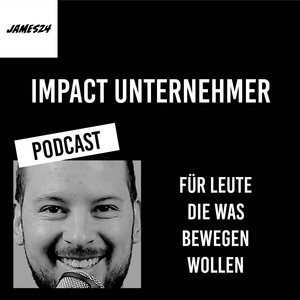 JAMES24
IMPACT UNTERNEHMER
PODCAST
FÜR LEUTE
DIE WAS
BEWEGEN
WOLLEN